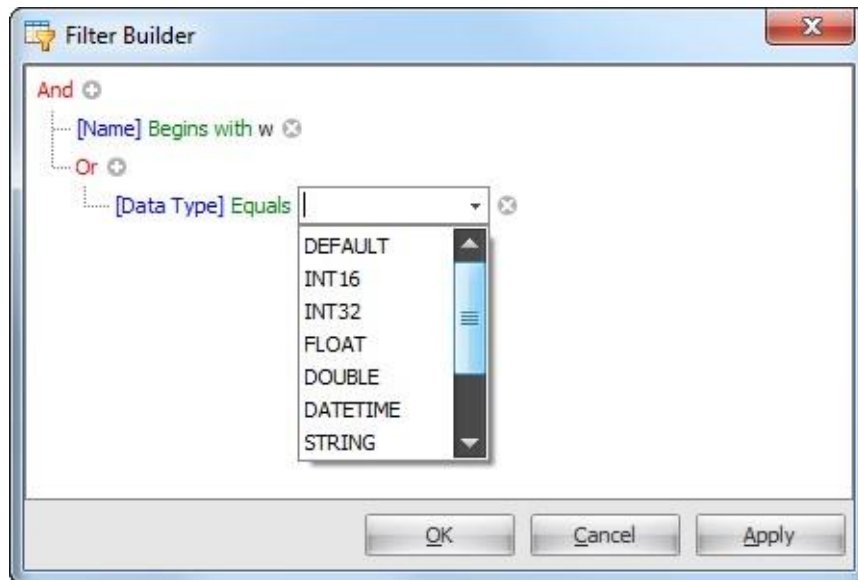 Filter Builder
And
[Name] Begins with w
Or
[Data Type] Equals
DEFAULT
INT16
INT32
FLOAT
DOUBLE
DATETIME
STRING
OK Cancel Apply